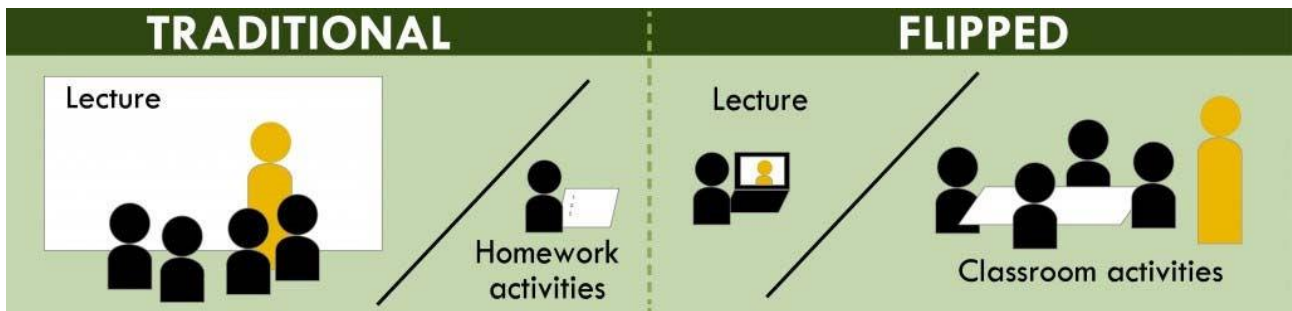 TRADITIONAL
Lecture
Homework
activities
FLIPPED
Lecture
Classroom activities